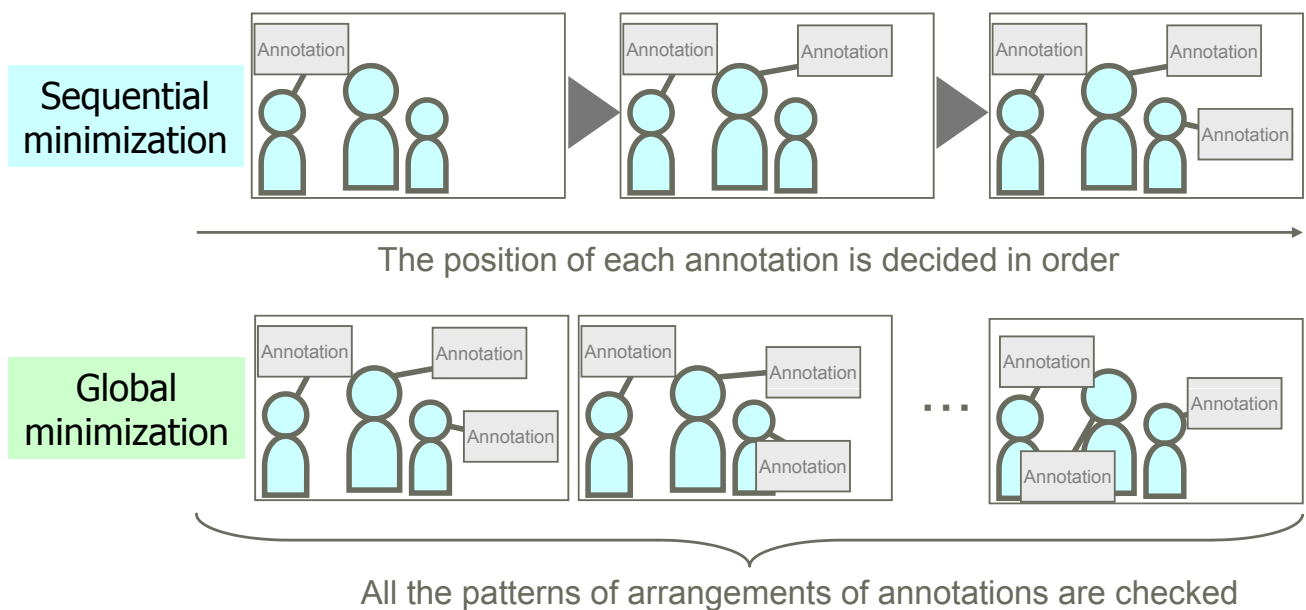 Sequential
minimization
Annotation
Annotation
Annotation
Annotation
Annotation
Annotation
The position of each annotation is decided in order
Global
minimization
Annotation
Annotation
Annotation
Annotation
Annotation
Annotation
...
Annotation
Annotation
Annotation
All the patterns of arrangements of annotations are checked